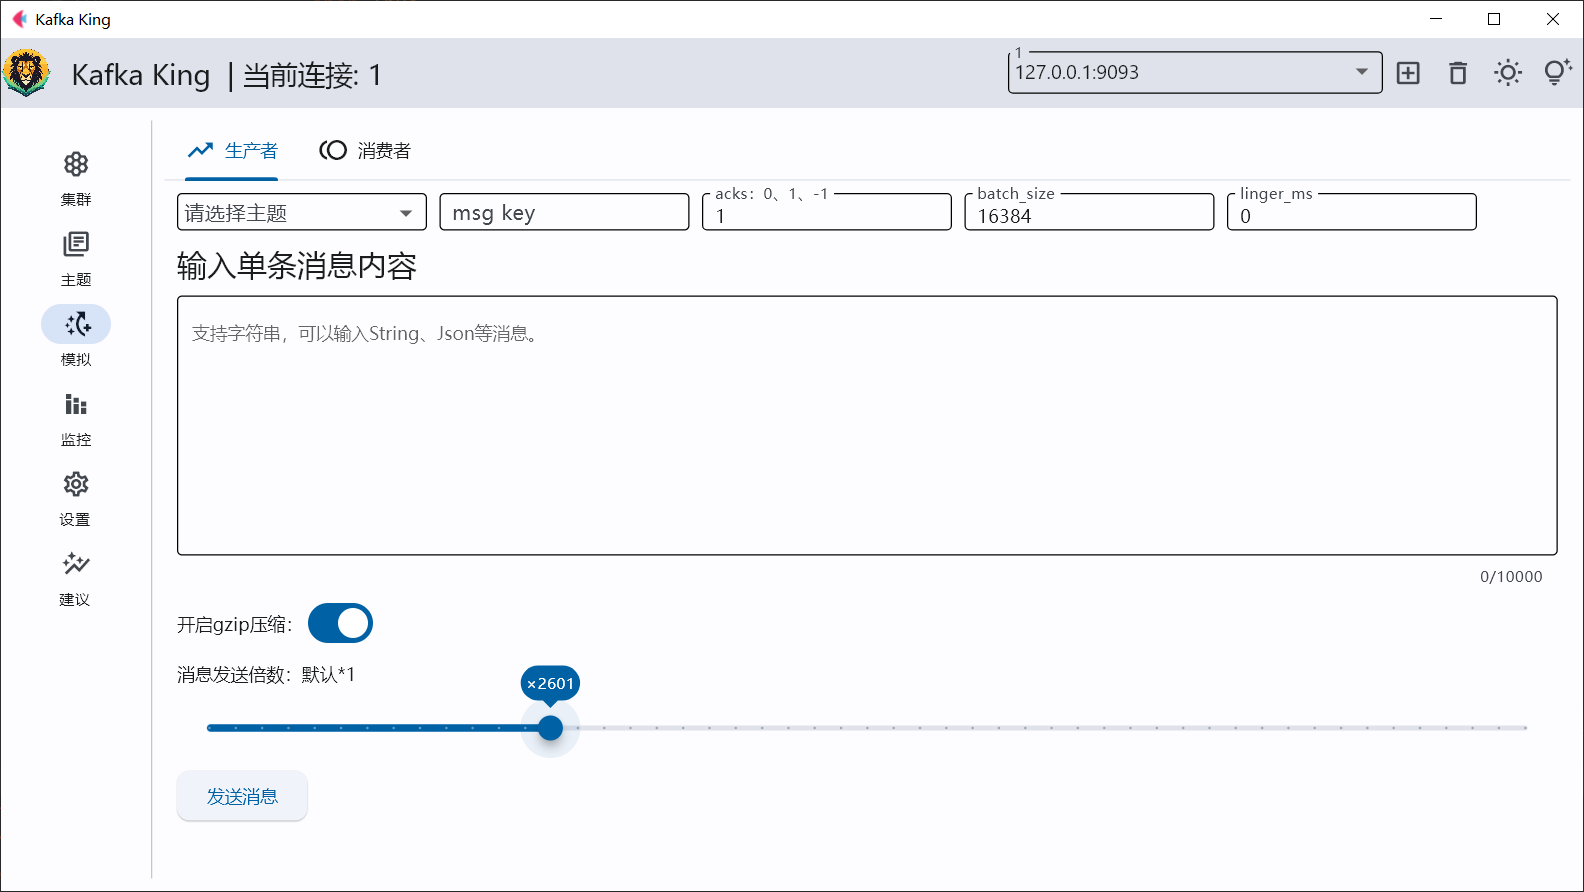 Kafka King
Kafka King | 当前连接: 1
1
127.0.0.1:9093
集群
主题
模拟
监控
设置
建议
生产者
消费者
请选择主题
msg key
acks：0、1、-1
1
batch_size
16384
linger_ms
0
输入单条消息内容
支持字符串，可以输入String、Json等消息。
0/10000
开启gzip压缩：
消息发送倍数：默认*1
×2601
发送消息